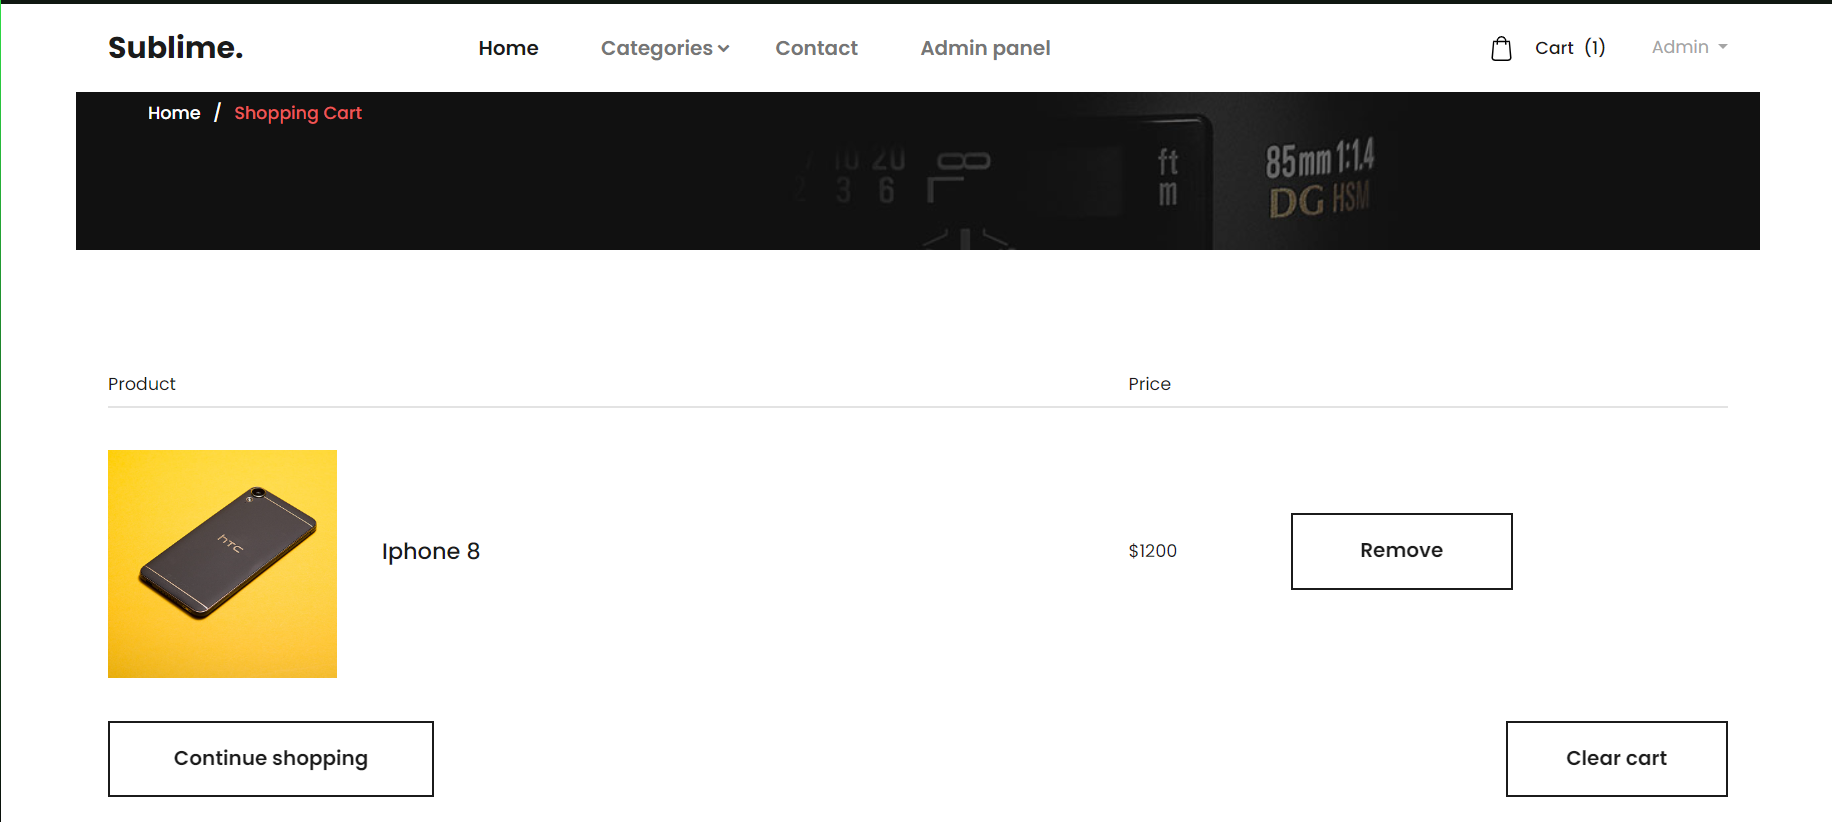 Sublime.
Home Categories Contact Admin panel
Cart (1) Admin
Home / Shopping Cart
10 20 ∞ ft
2 3 6 m
85mm 1:1.4
DG HSM
Product Price
hTC
Iphone 8 $1200 Remove
Continue shopping Clear cart